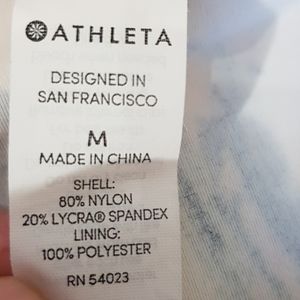 ATHLETA
DESIGNED IN
SAN FRANCISCO
M
MADE IN CHINA
SHELL:
80% NYLON
20% LYCRA® SPANDEX
LINING:
100% POLYESTER
RN 54023